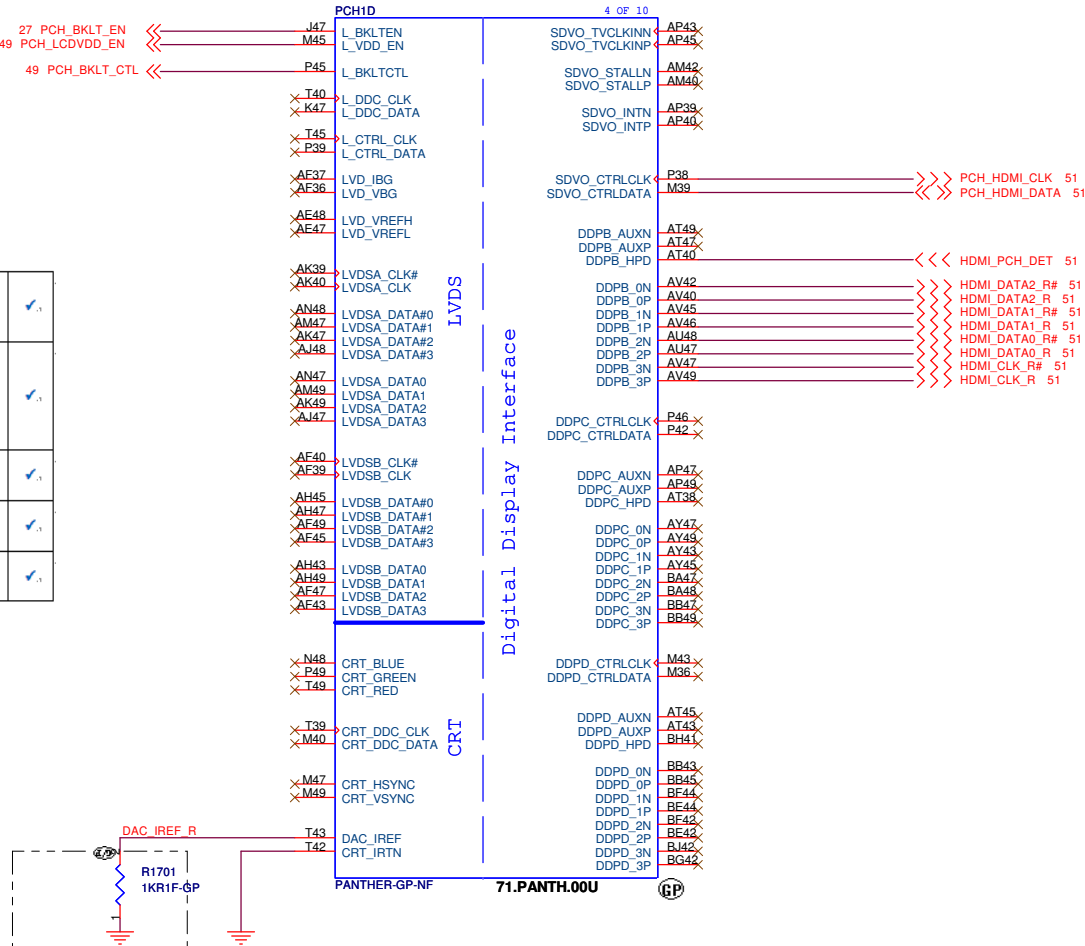 PCH1D
4 OF 10
27 PCH_BKLT_EN
49 PCH_LCDVDD_EN
49 PCH_BKLT_CTL
J47 L_BKLTEN
M45 L_VDD_EN
P45 L_BKLTCTL
T40 L_DDC_CLK
K47 L_DDC_DATA
T45 L_CTRL_CLK
P39 L_CTRL_DATA
AF37 LVD_IBG
AF36 LVD_VBG
AE48 LVD_VREFH
AE47 LVD_VREFL
AK39 LVDSA_CLK#
AK40 LVDSA_CLK
AN48 LVDSA_DATA#0
AM47 LVDSA_DATA#1
AK47 LVDSA_DATA#2
AJ48 LVDSA_DATA#3
AN47 LVDSA_DATA0
AM49 LVDSA_DATA1
AK49 LVDSA_DATA2
AJ47 LVDSA_DATA3
AF40 LVDSB_CLK#
AF39 LVDSB_CLK
AH45 LVDSB_DATA#0
AH47 LVDSB_DATA#1
AF49 LVDSB_DATA#2
AF45 LVDSB_DATA#3
AH43 LVDSB_DATA0
AH49 LVDSB_DATA1
AF47 LVDSB_DATA2
AF43 LVDSB_DATA3
N48 CRT_BLUE
P49 CRT_GREEN
T49 CRT_RED
T39 CRT_DDC_CLK
M40 CRT_DDC_DATA
M47 CRT_HSYNC
M49 CRT_VSYNC
T43 DAC_IREF
T42 CRT_IRTN
LVDS
CRT
Digital Display Interface
SDVO_TVCLKINN AP43
SDVO_TVCLKINP AP45
SDVO_STALLN AM42
SDVO_STALLP AM40
SDVO_INTN AP39
SDVO_INTP AP40
SDVO_CTRLCLK P38 PCH_HDMI_CLK 51
SDVO_CTRLDATA M39 PCH_HDMI_DATA 51
DDPB_AUXN AT49
DDPB_AUXP AT47
DDPB_HPD AT40 HDMI_PCH_DET 51
DDPB_0N AV42 HDMI_DATA2_R# 51
DDPB_0P AV40 HDMI_DATA2_R 51
DDPB_1N AV45 HDMI_DATA1_R# 51
DDPB_1P AV46 HDMI_DATA1_R 51
DDPB_2N AU48 HDMI_DATA0_R# 51
DDPB_2P AU47 HDMI_DATA0_R 51
DDPB_3N AV47 HDMI_CLK_R# 51
DDPB_3P AV49 HDMI_CLK_R 51
DDPC_CTRLCLK P46
DDPC_CTRLDATA P42
DDPC_AUXN AP47
DDPC_AUXP AP49
DDPC_HPD AT38
DDPC_0N AY47
DDPC_0P AY49
DDPC_1N AY43
DDPC_1P AY45
DDPC_2N BA47
DDPC_2P BA48
DDPC_3N BB47
DDPC_3P BB49
DDPD_CTRLCLK M43
DDPD_CTRLDATA M36
DDPD_AUXN AT45
DDPD_AUXP AT43
DDPD_HPD BH41
DDPD_0N BB43
DDPD_0P BB45
DDPD_1N BF44
DDPD_1P BE44
DDPD_2N BF42
DDPD_2P BE42
DDPD_3N BJ42
DDPD_3P BG42
DAC_IREF_R
R1701
1KR1F-GP
1
PANTHER-GP-NF
71.PANTH.00U
GP